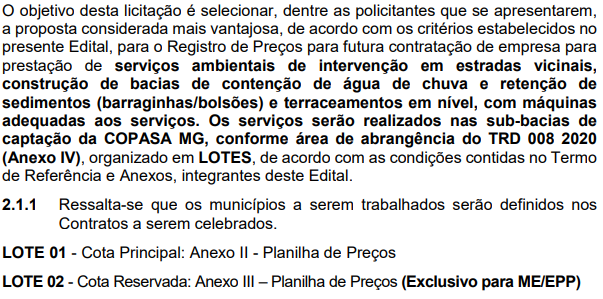 O objetivo desta licitação é selecionar, dentre as policitantes que se apresentarem,
a proposta considerada mais vantajosa, de acordo com os critérios estabelecidos no
presente Edital, para o Registro de Preços para futura contratação de empresa para
prestação de serviços ambientais de intervenção em estradas vicinais,
construção de bacias de contenção de água de chuva e retenção de
sedimentos (barraginhas/bolsões) e terraceamentos em nível, com máquinas
adequadas aos serviços. Os serviços serão realizados nas sub-bacias de
captação da COPASA MG, conforme área de abrangência do TRD 008 2020
(Anexo IV), organizado em LOTES, de acordo com as condições contidas no Termo
de Referência e Anexos, integrantes deste Edital.
2.1.1 Ressalta-se que os municípios a serem trabalhados serão definidos nos
Contratos a serem celebrados.
LOTE 01 - Cota Principal: Anexo II - Planilha de Preços
LOTE 02 - Cota Reservada: Anexo III – Planilha de Preços (Exclusivo para ME/EPP)